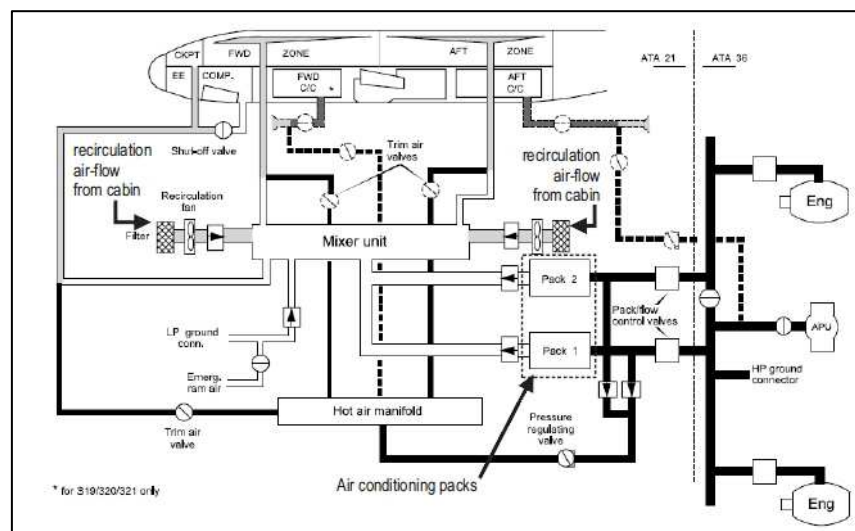 CKPT
FWD
ZONE
AFT
ZONE
ATA 21
ATA 36
EE
COMP.
FWD
C/C
*
AFT
C/C
Shut-off valve
Trim air
valves
recirculation
air-flow
from cabin
recirculation
air-flow
from cabin
Recirculation
fan
Filter
Mixer unit
Eng
Pack 2
Pack/flow
control valves
APU
LP ground
conn.
Pack 1
HP ground
connector
Emerg.
ram air
Hot air manifold
Trim air
valve
Pressure
regulating
valve
Air conditioning packs
Eng
* for 319/320/321 only